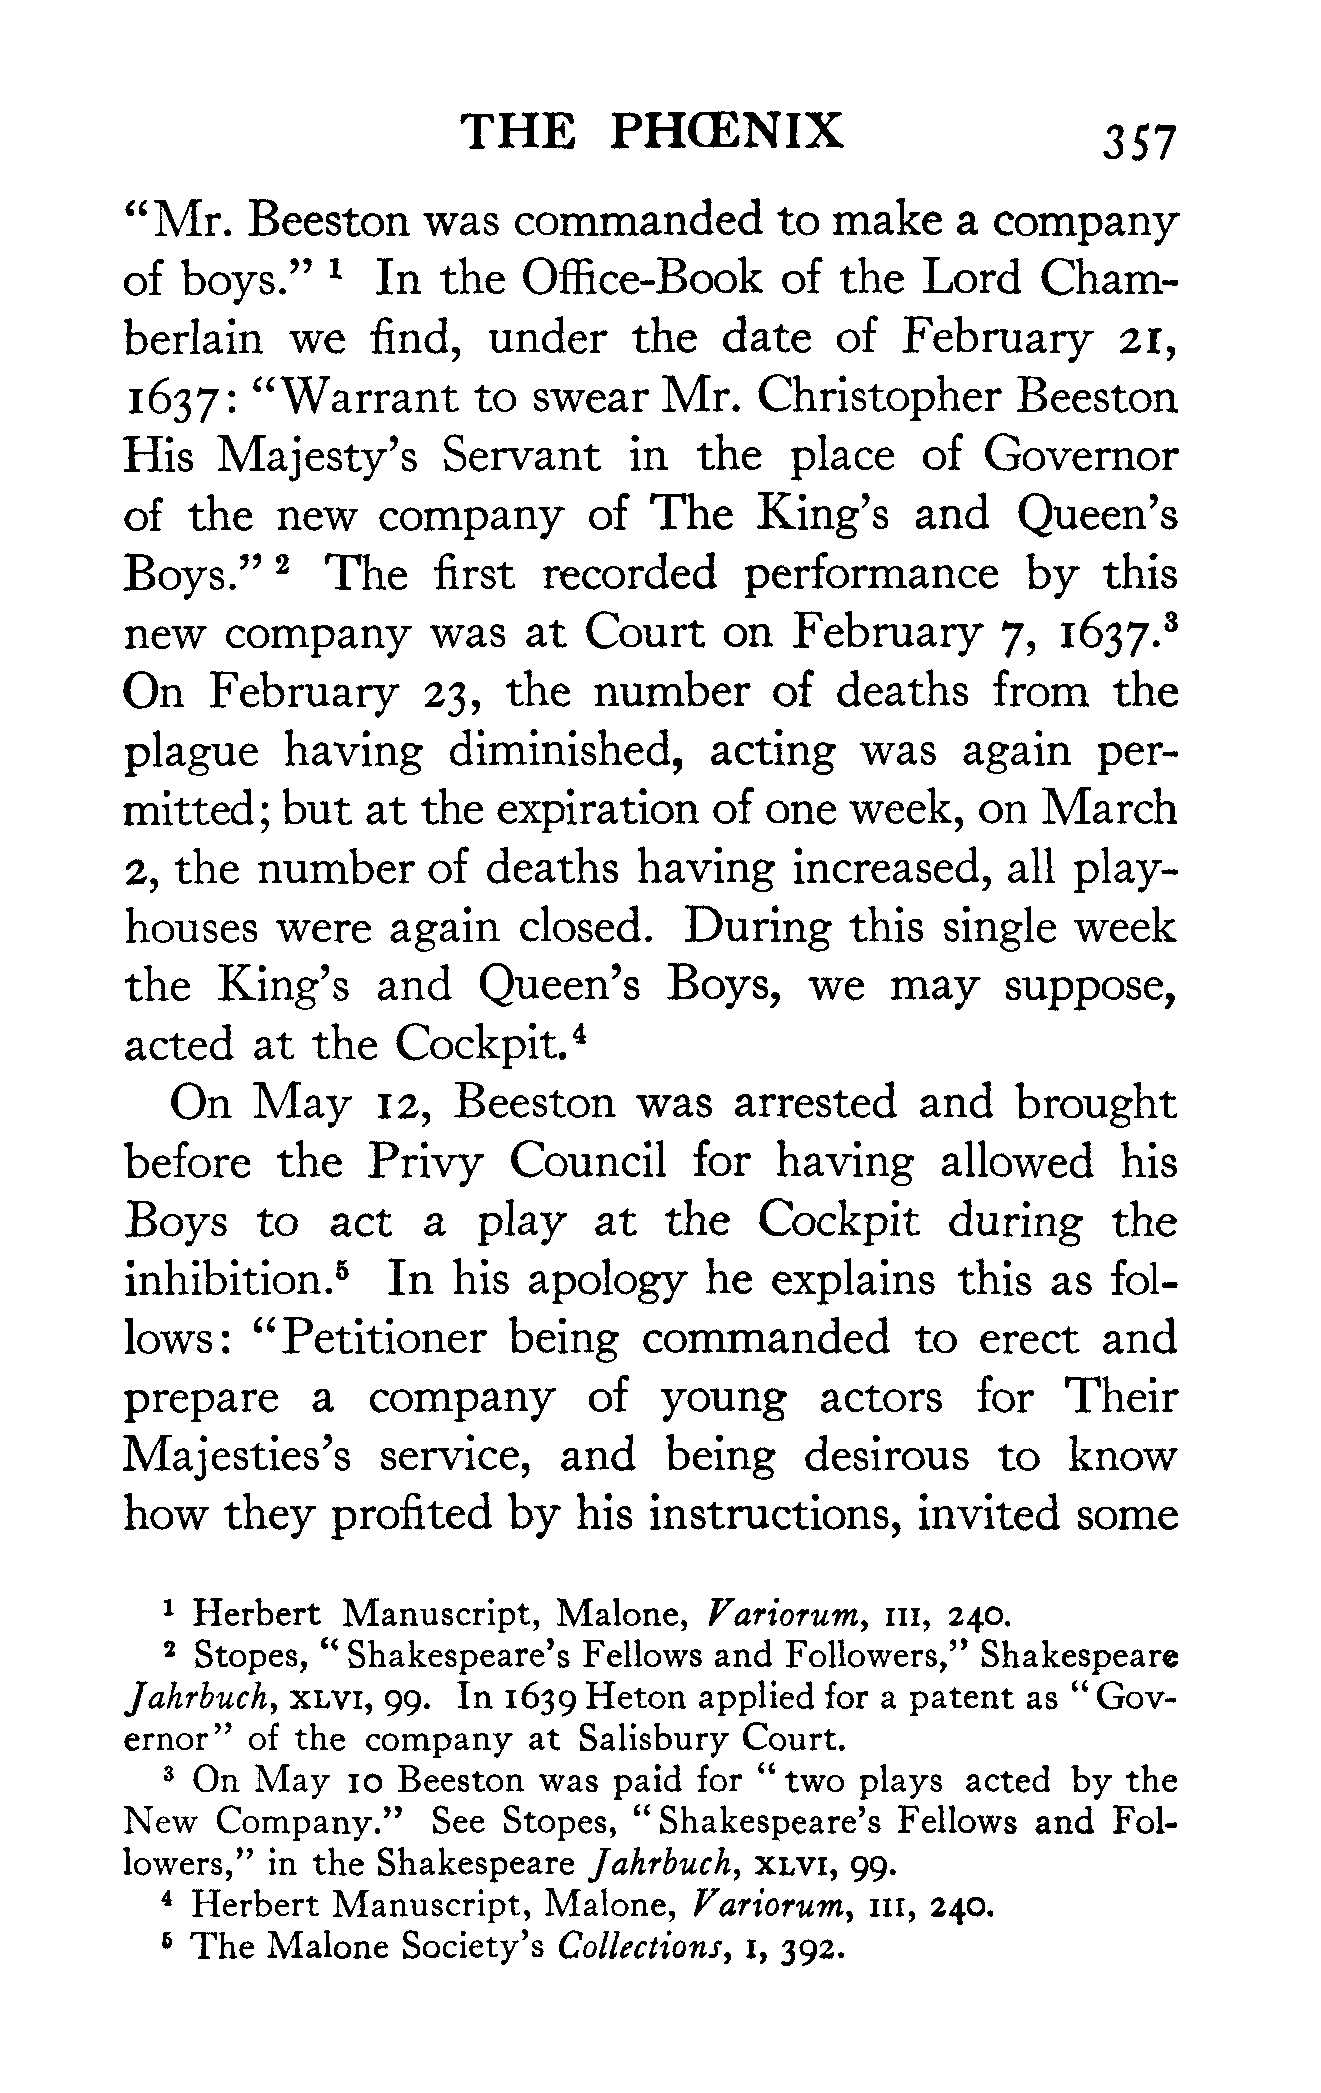 THE PHŒNIX 357
“Mr. Beeston was commanded to make a company
of boys.” ¹ In the Office-Book of the Lord Cham-
berlain we find, under the date of February 21,
1637: “Warrant to swear Mr. Christopher Beeston
His Majesty’s Servant in the place of Governor
of the new company of The King’s and Queen’s
Boys.” ² The first recorded performance by this
new company was at Court on February 7, 1637.³
On February 23, the number of deaths from the
plague having diminished, acting was again per-
mitted; but at the expiration of one week, on March
2, the number of deaths having increased, all play-
houses were again closed. During this single week
the King’s and Queen’s Boys, we may suppose,
acted at the Cockpit.⁴
On May 12, Beeston was arrested and brought
before the Privy Council for having allowed his
Boys to act a play at the Cockpit during the
inhibition.⁵ In his apology he explains this as fol-
lows: “Petitioner being commanded to erect and
prepare a company of young actors for Their
Majesties’s service, and being desirous to know
how they profited by his instructions, invited some
¹ Herbert Manuscript, Malone, Variorum, III, 240.
² Stopes, “Shakespeare’s Fellows and Followers,” Shakespeare
Jahrbuch, XLVI, 99. In 1639 Heton applied for a patent as “Gov-
ernor” of the company at Salisbury Court.
³ On May 10 Beeston was paid for “two plays acted by the
New Company.” See Stopes, “Shakespeare’s Fellows and Fol-
lowers,” in the Shakespeare Jahrbuch, XLVI, 99.
⁴ Herbert Manuscript, Malone, Variorum, III, 240.
⁵ The Malone Society’s Collections, I, 392.